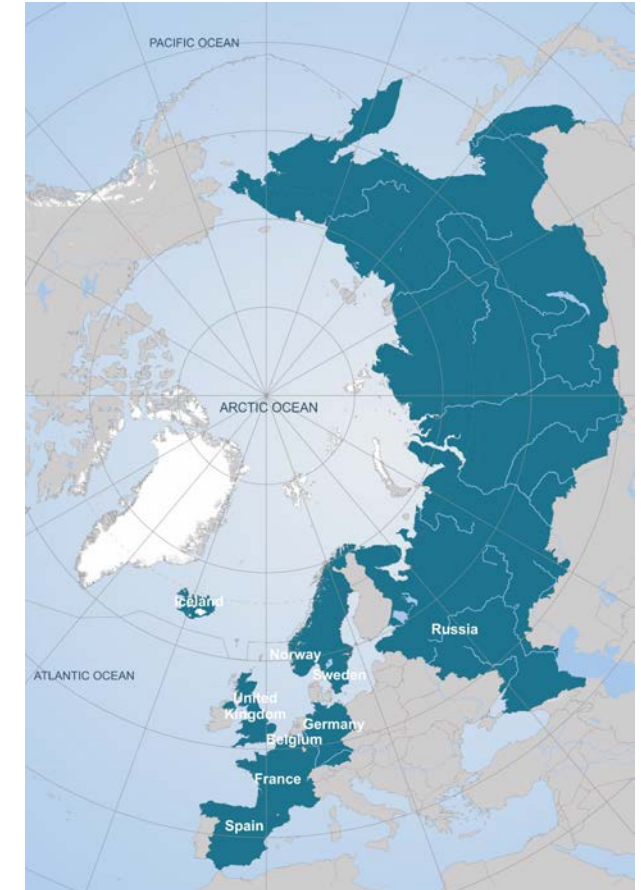 PACIFIC OCEAN
ARCTIC OCEAN
Iceland
Russia
Norway
Sweden
ATLANTIC OCEAN
United
Kingdom
Germany
Belgium
France
Spain